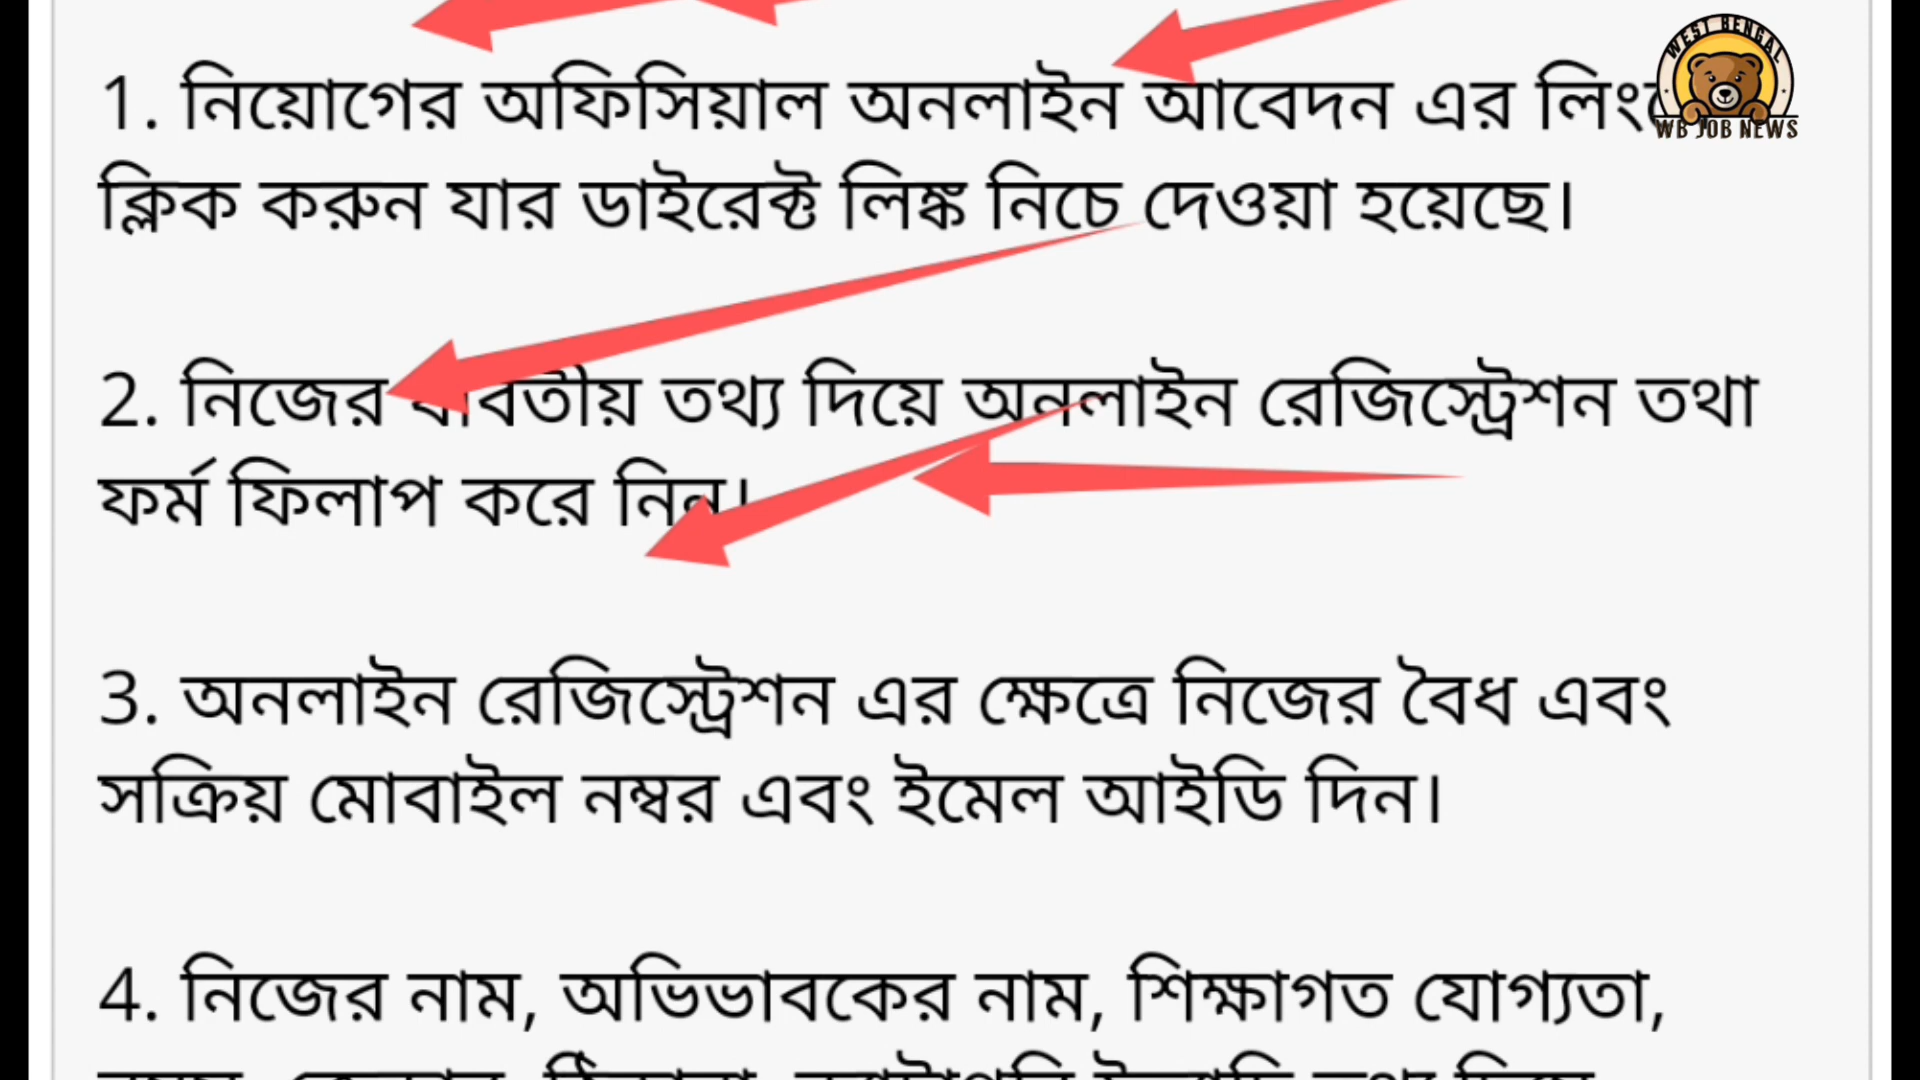 WEST BENGAL
WB JOB NEWS
1. নিয়োগের অফিসিয়াল অনলাইন আবেদন এর
ক্লিক করুন যার ডাইরেক্ট লিঙ্ক নিচে দেওয়া হয়েছে।
2. নিজের যাবতীয় তথ্য দিয়ে অনলাইন রেজিস্ট্রেশন তথা
ফর্ম ফিলাপ করে নিন।
3. অনলাইন রেজিস্ট্রেশন এর ক্ষেত্রে নিজের বৈধ এবং
সক্রিয় মোবাইল নম্বর এবং ইমেল আইডি দিন।
4. নিজের নাম, অভিভাবকের নাম, শিক্ষাগত যোগ্যতা,